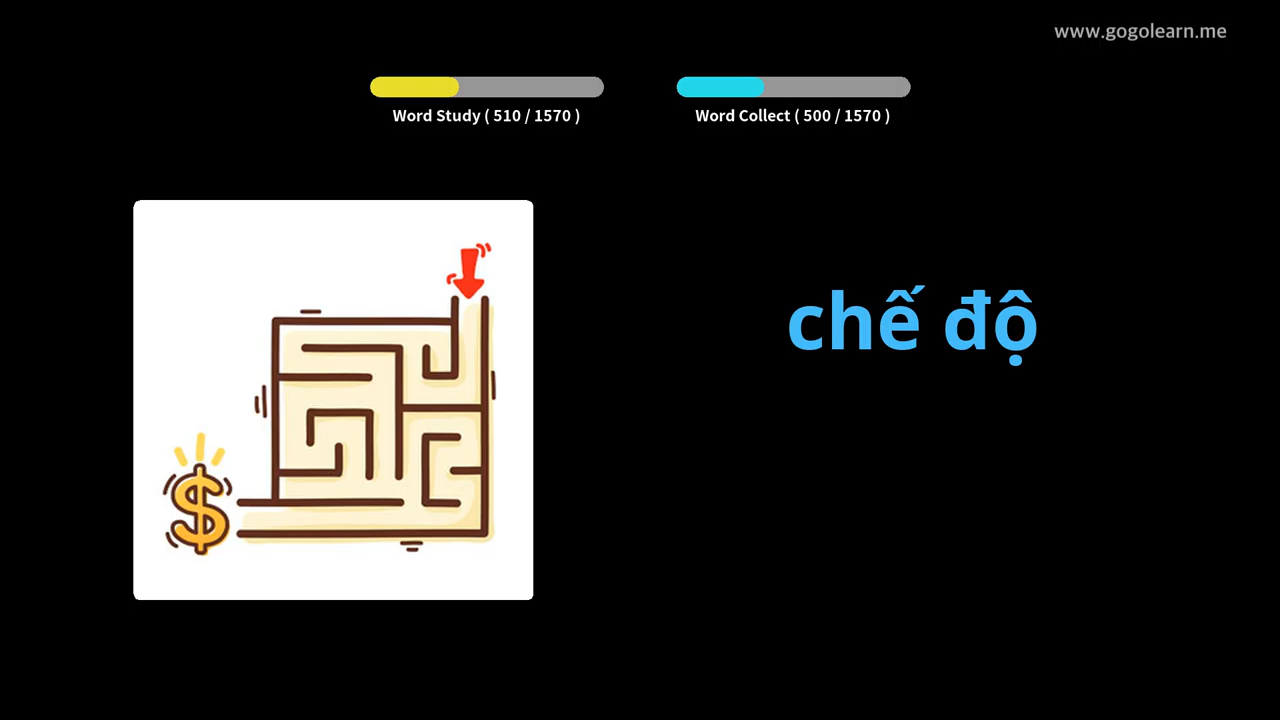 www.gogolearn.me
Word Study ( 510 / 1570 )
Word Collect ( 500 / 1570 )
chế độ
$